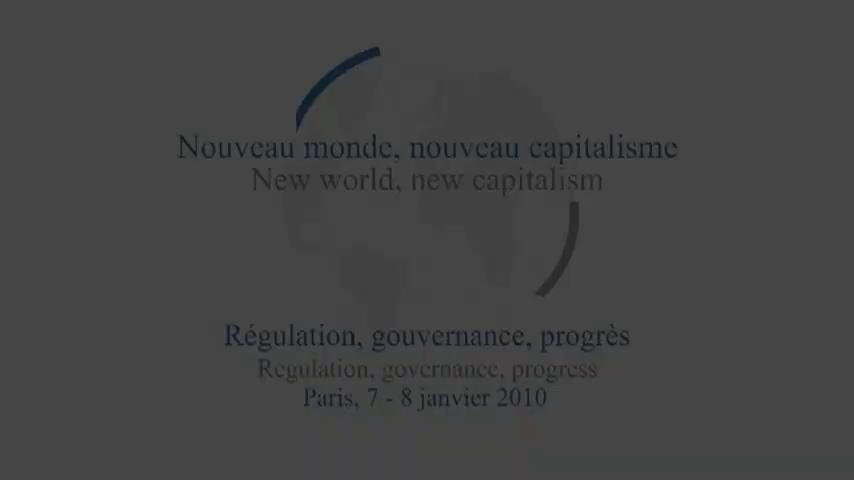 Nouveau monde, nouveau capitalisme
New world, new capitalism
Régulation, gouvernance, progrès
Regulation, governance, progress
Paris, 7 - 8 janvier 2010